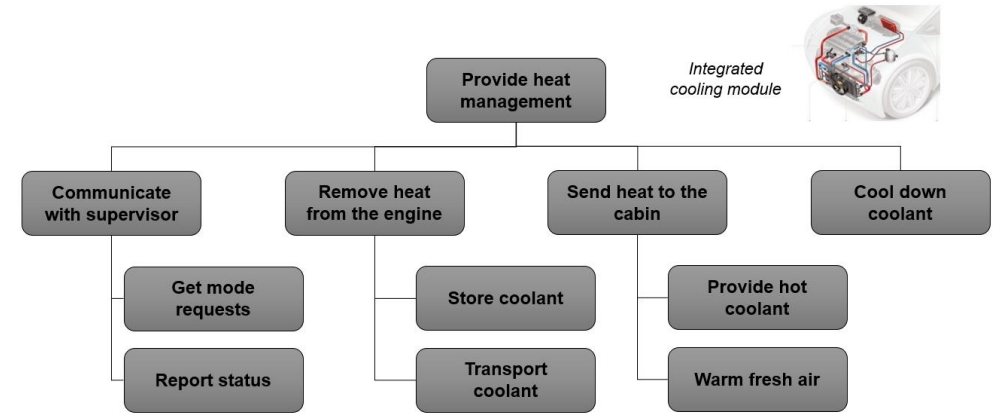 Integrated
cooling module
Provide heat
management
Communicate
with supervisor
Remove heat
from the engine
Send heat to the
cabin
Cool down
coolant
Get mode
requests
Store coolant
Provide hot
coolant
Report status
Transport
coolant
Warm fresh air